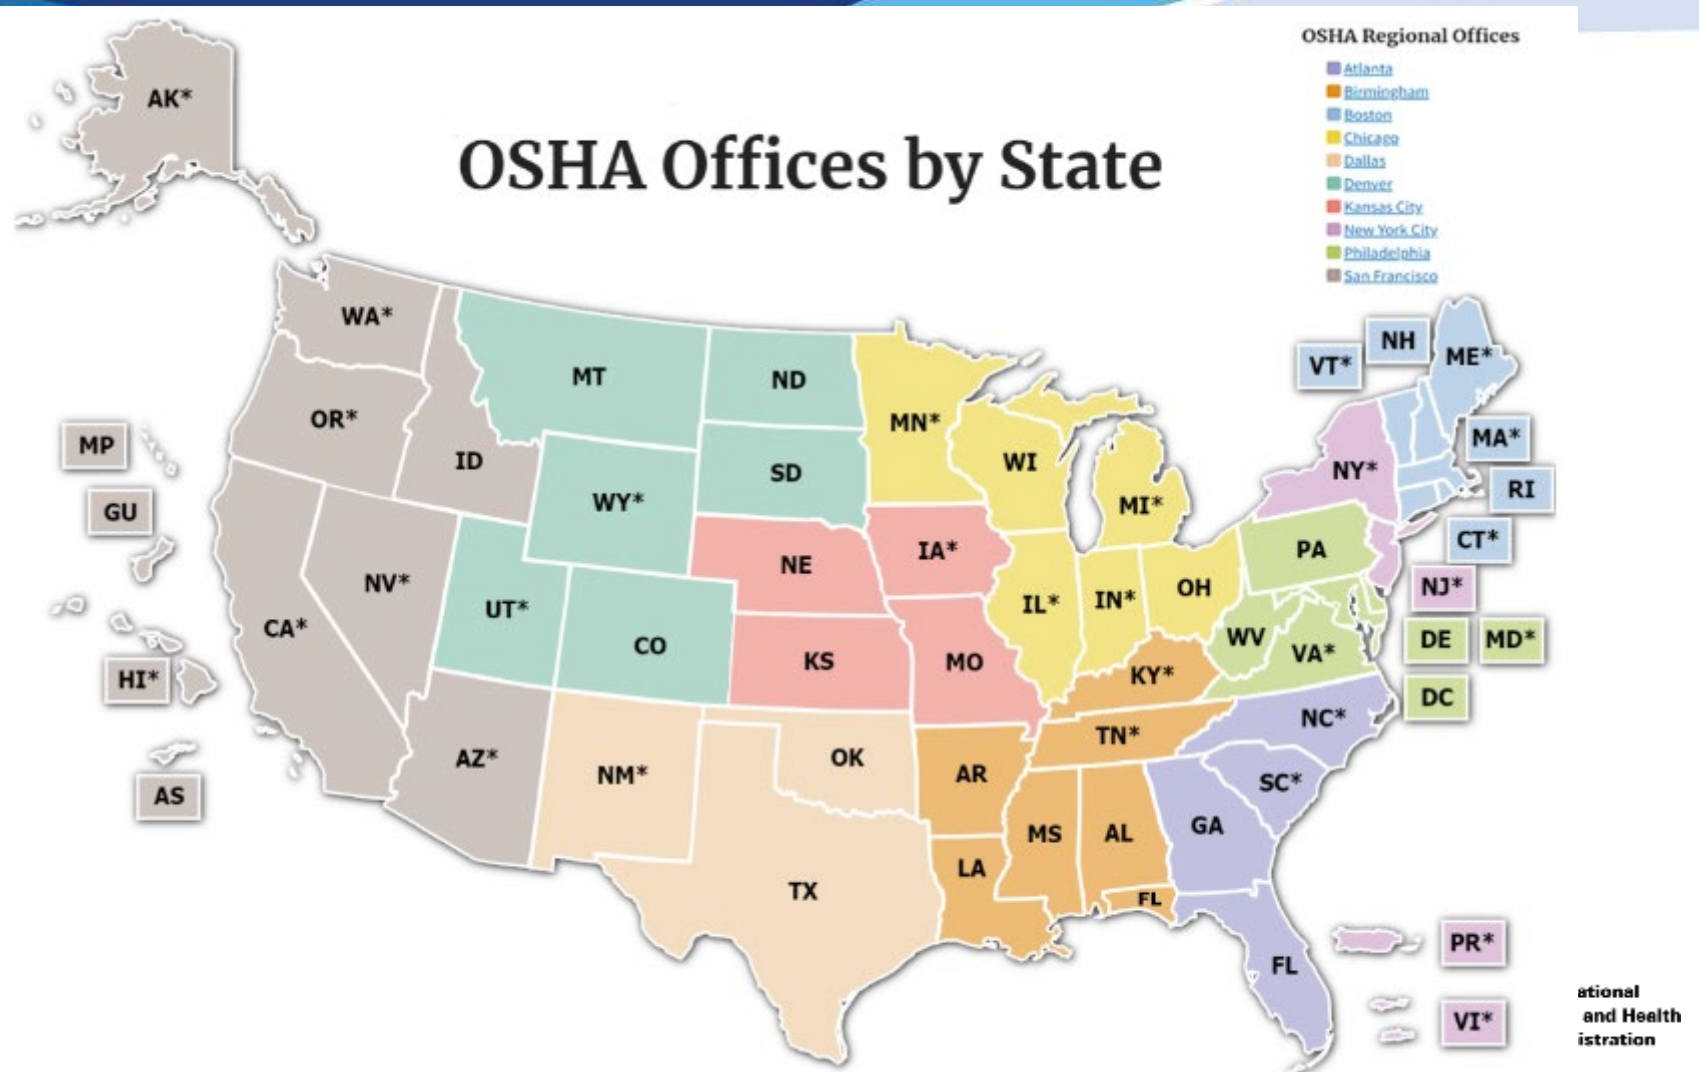 OSHA Regional Offices
Atlanta
Birmingham
Boston
Chicago
Dallas
Denver
Kansas City
New York City
Philadelphia
San Francisco
OSHA Offices by State
AK*
WA*
MT
ND
MN*
VT*
NH
ME*
OR*
ID
WY*
SD
WI
MI*
NY*
MA*
RI
CT*
MP
GU
NV*
UT*
NE
IA*
IL*
IN*
OH
PA
NJ*
CA*
CO
KS
MO
KY*
WV
VA*
DE
MD*
DC
HI*
AS
AZ*
NM*
OK
AR
TN*
NC*
SC*
TX
LA
MS
AL
GA
FL
FL
PR*
VI*
ational
and Health
istration